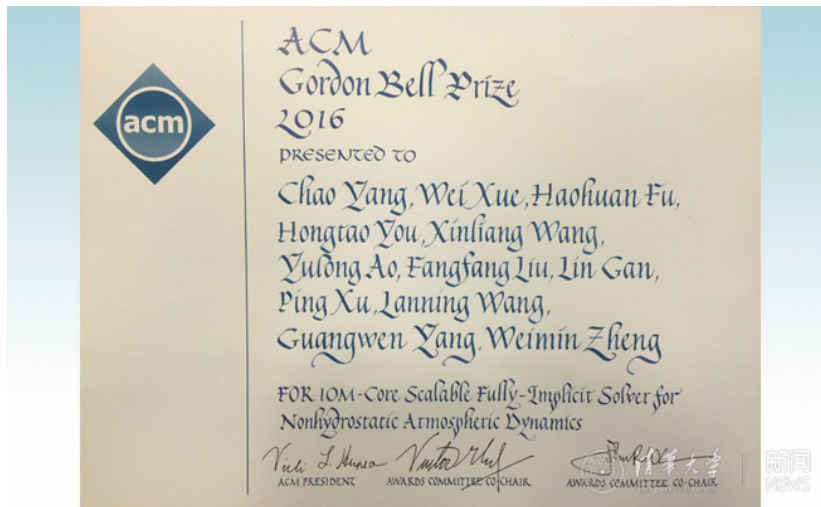 acm
ACM
Gordon Bell Prize
2016
PRESENTED TO
Chao Yang, Wei Xue, Haohuan Fu,
Hongtao You, Xinliang Wang,
Yulong Ao, Fangfang Liu, Lin Gan,
Ping Xu, Lanning Wang,
Guangwen Yang, Weimin Zheng
FOR 10M-Core Scalable Fully-Implicit Solver for
Nonhydrostatic Atmospheric Dynamics
ACM PRESIDENT AWARDS COMMITTEE CO-CHAIR AWARDS COMMITTEE CO-CHAIR
清華大学 新闻
NEWS